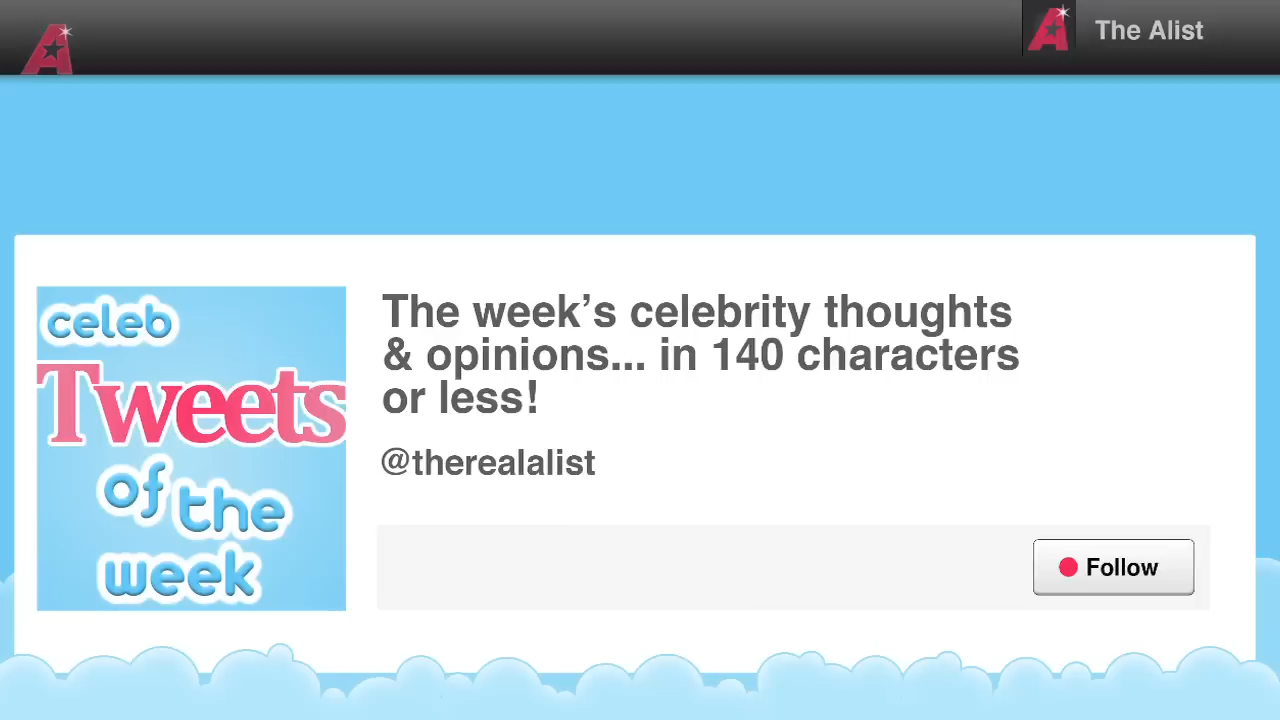 The Alist
celeb
Tweets
of the
week
The week’s celebrity thoughts
& opinions... in 140 characters
or less!
@therealalist
Follow